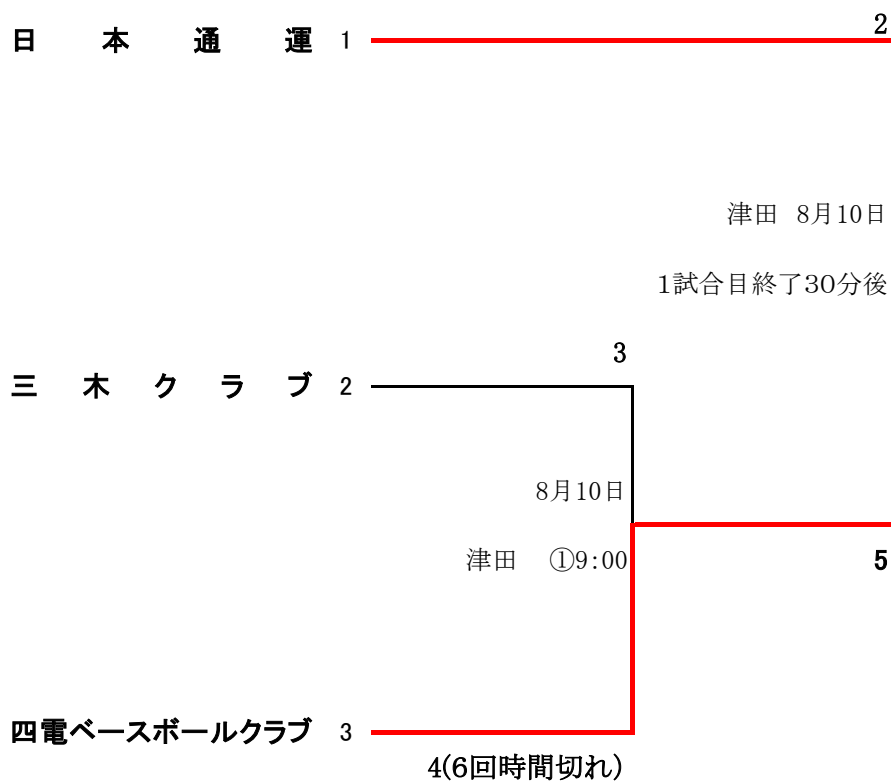 2
日本通運 1
津田 8月10日
1試合目終了30分後
3
三木クラブ 2
8月10日
津田 ①9:00
5
四電ベースボールクラブ 3
4(6回時間切れ)